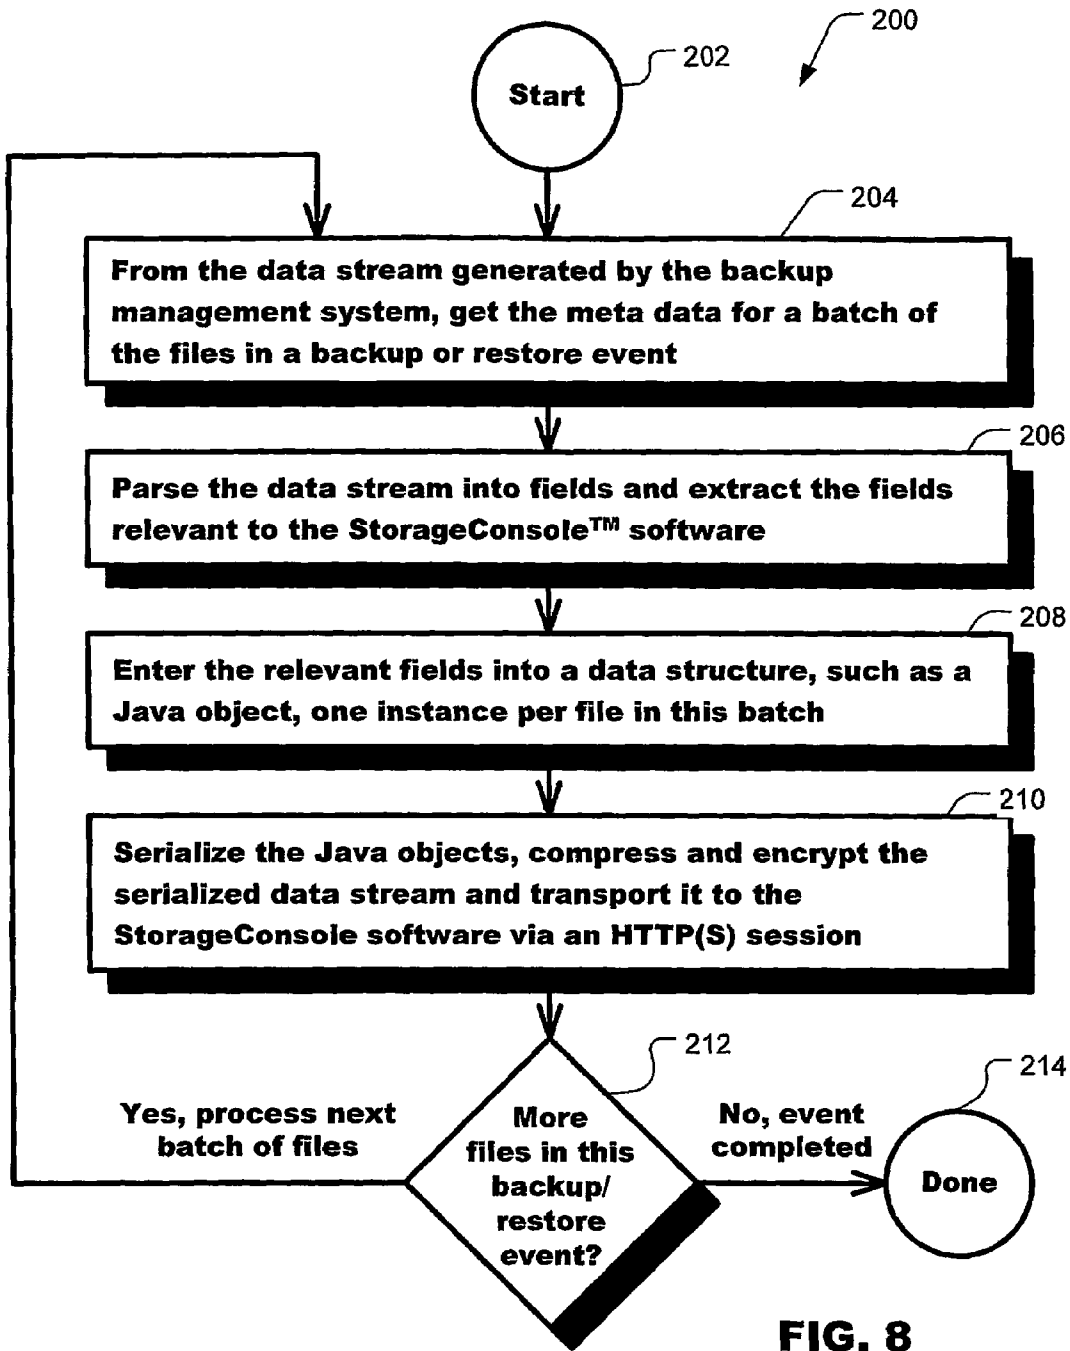 200
202
Start
204
From the data stream generated by the backup
management system, get the meta data for a batch of
the files in a backup or restore event
206
Parse the data stream into fields and extract the fields
relevant to the StorageConsole™ software
208
Enter the relevant fields into a data structure, such as a
Java object, one instance per file in this batch
210
Serialize the Java objects, compress and encrypt the
serialized data stream and transport it to the
StorageConsole software via an HTTP(S) session
212
214
Yes, process next
batch of files
More
files in this
backup/
restore
event?
No, event
completed
Done
FIG. 8